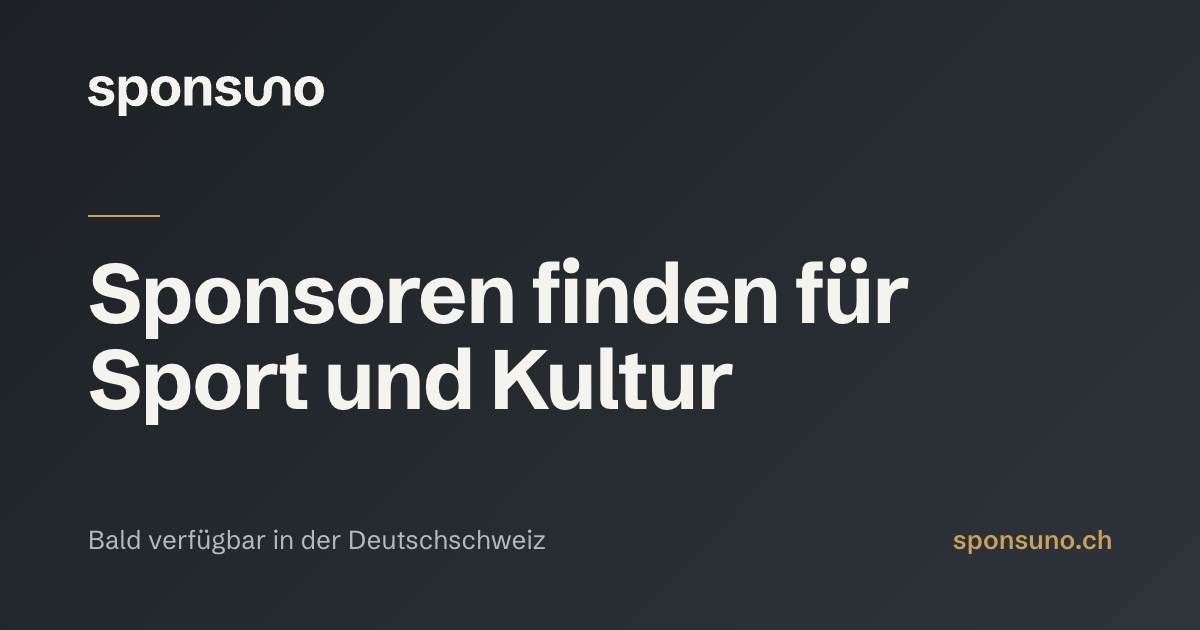 sponsuno
Sponsoren finden für
Sport und Kultur
Bald verfügbar in der Deutschschweiz
sponsuno.ch